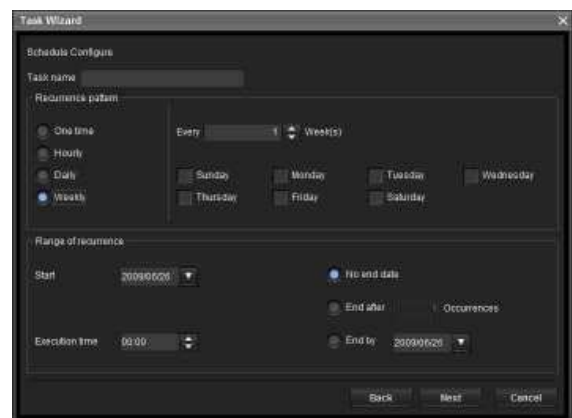 Task Wizard
Schedule Configure
Task name
Recurrence pattern
One time
Every 1 Week(s)
Hourly
Daily
Sunday Monday Tuesday Wednesday
Weekly
Thursday Friday Saturday
Range of recurrence
Start 2009/06/26 No end date
End after 1 Occurrences
Execution time 00:00 End by 2009/06/26
Back Next Cancel